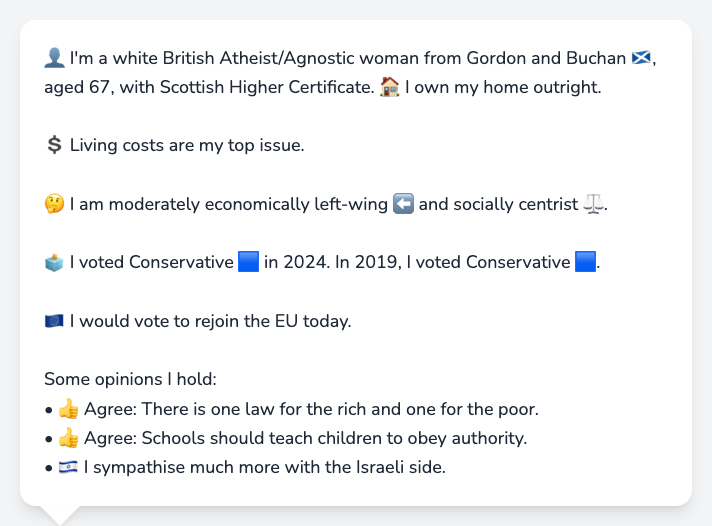 👤 I'm a white British Atheist/Agnostic woman from Gordon and Buchan 🏴󠁧󠁢󠁳󠁣󠁴󠁿,
aged 67, with Scottish Higher Certificate. 🏠 I own my home outright.
💲 Living costs are my top issue.
🤔 I am moderately economically left-wing ⬅️ and socially centrist ⚖️.
🗳️ I voted Conservative 🟦 in 2024. In 2019, I voted Conservative 🟦.
🇪🇺 I would vote to rejoin the EU today.
Some opinions I hold:
• 👍 Agree: There is one law for the rich and one for the poor.
• 👍 Agree: Schools should teach children to obey authority.
• 🇮🇱 I sympathise much more with the Israeli side.